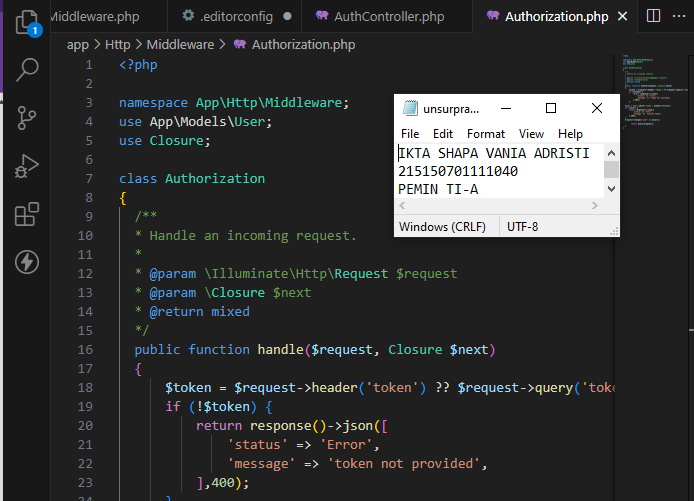 Middleware.php .editorconfig AuthController.php Authorization.php
1
app > Http > Middleware > Authorization.php
1 <?php
2
3 namespace App\Http\Middleware;
4 use App\Models\User;
5 use Closure;
6
7 class Authorization
8 {
9 /**
10 * Handle an incoming request.
11 *
12 * @param \Illuminate\Http\Request $request
13 * @param \Closure $next
14 * @return mixed
15 */
16 public function handle($request, Closure $next)
17 {
18 $token = $request->header('token') ?? $request->query('toke
19 if (!$token) {
20 return response()->json([
21 'status' => 'Error',
22 'message' => 'token not provided',
23 ],400);
24 }
unsurpra...
File Edit Format View Help
IKTA SHAPA VANIA ADRISTI
215150701111040
PEMIN TI-A
Windows (CRLF) UTF-8